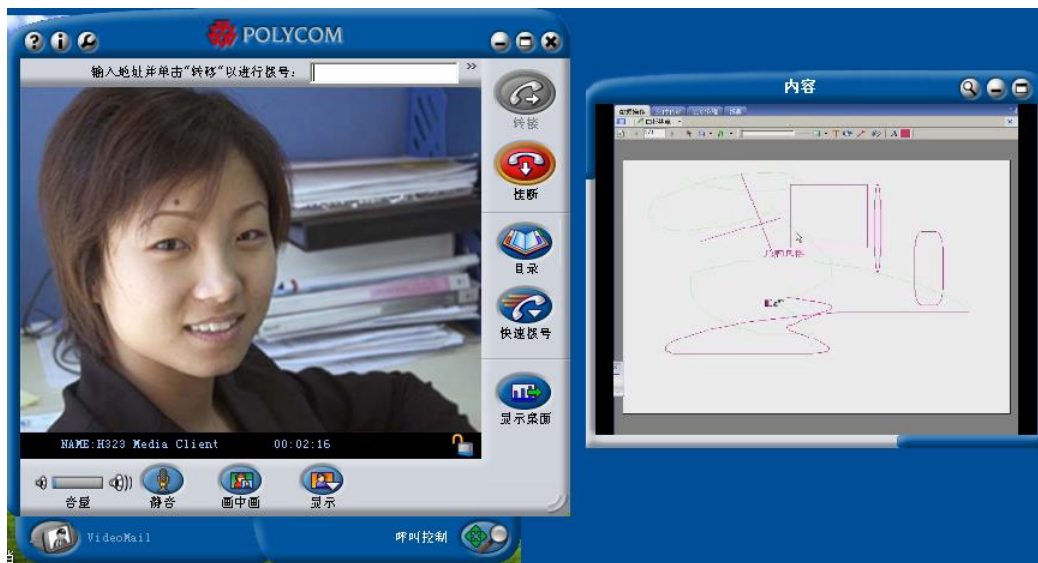 POLYCOM
输入地址并单击“转移”以进行拨号:
>>
转接
挂断
目录
快速拨号
显示桌面
NAME:H323 Media Client 00:02:16
音量
静音
画中画
显示
VideoMail
呼叫控制
内容